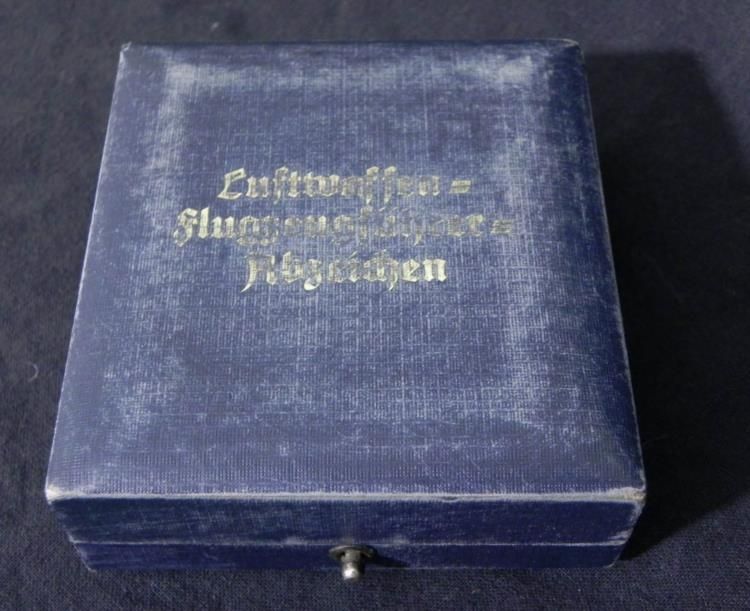 Luftwaffen=
Flugzeugführer=
Abzeichen